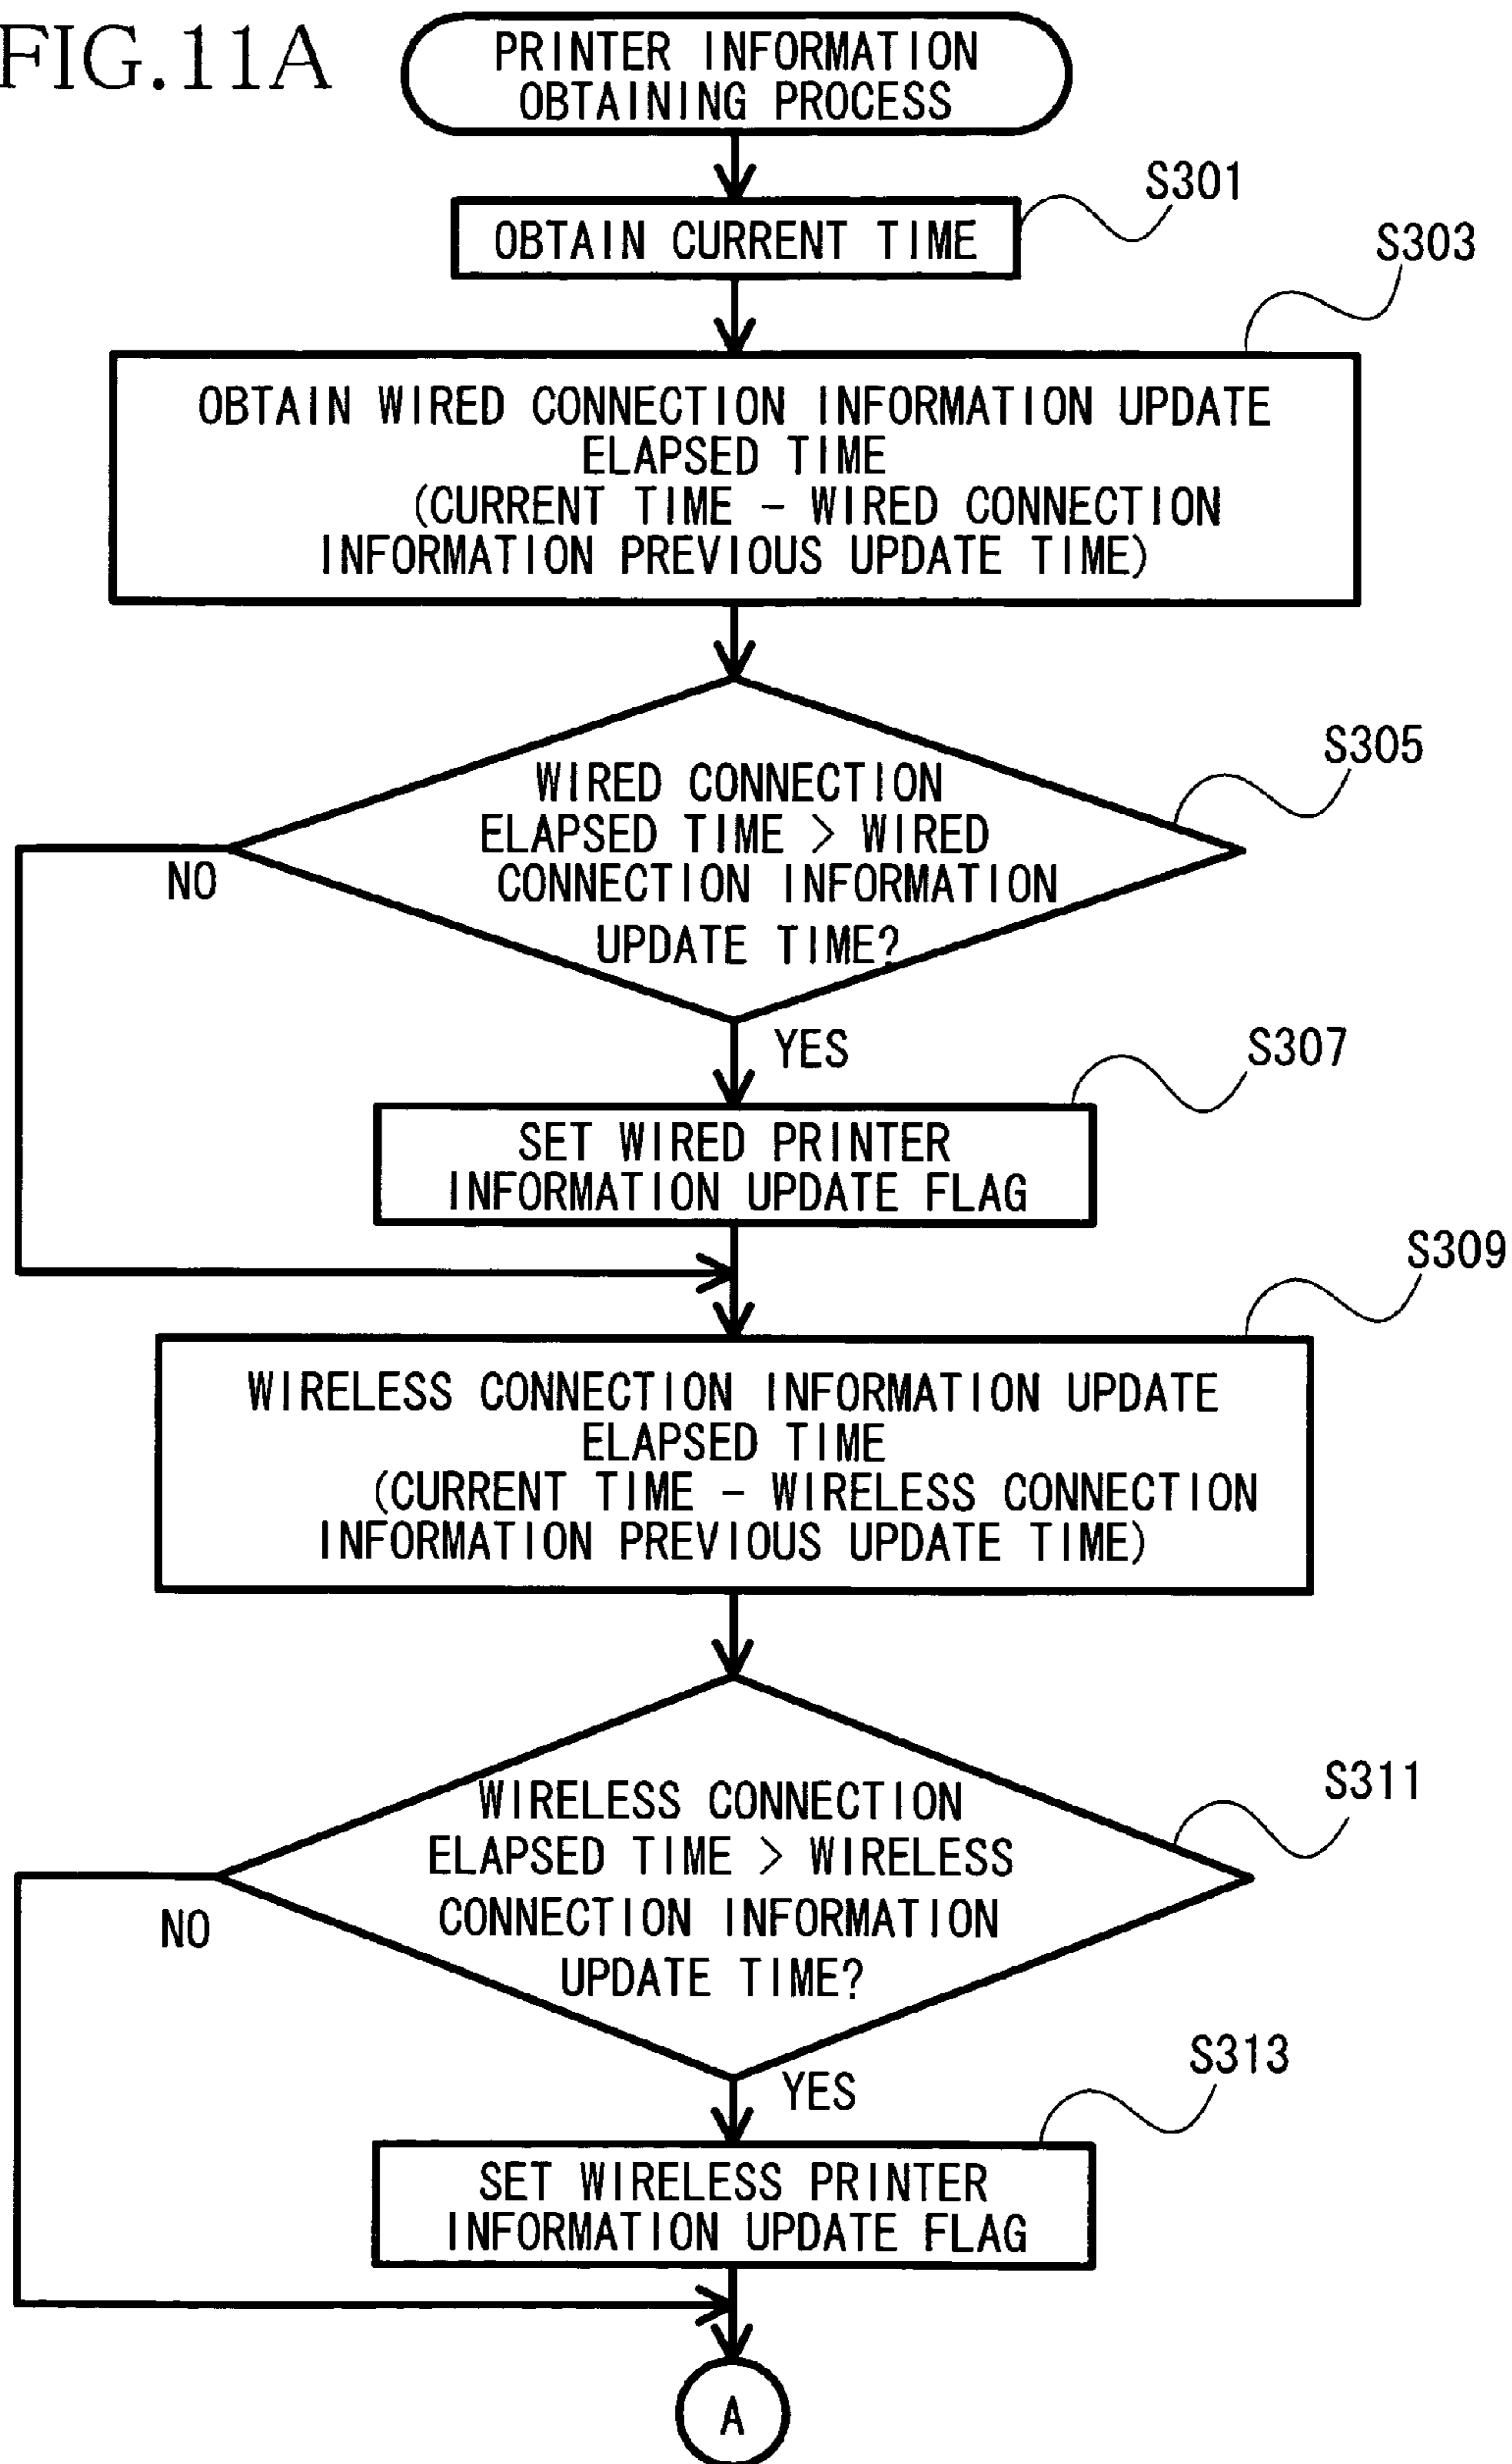 FIG.11A
PRINTER INFORMATION
OBTAINING PROCESS
S301
OBTAIN CURRENT TIME
S303
OBTAIN WIRED CONNECTION INFORMATION UPDATE
ELAPSED TIME
(CURRENT TIME - WIRED CONNECTION
INFORMATION PREVIOUS UPDATE TIME)
S305
WIRED CONNECTION
ELAPSED TIME > WIRED
CONNECTION INFORMATION
UPDATE TIME?
NO
YES
S307
SET WIRED PRINTER
INFORMATION UPDATE FLAG
S309
WIRELESS CONNECTION INFORMATION UPDATE
ELAPSED TIME
(CURRENT TIME - WIRELESS CONNECTION
INFORMATION PREVIOUS UPDATE TIME)
S311
WIRELESS CONNECTION
ELAPSED TIME > WIRELESS
CONNECTION INFORMATION
UPDATE TIME?
NO
YES
S313
SET WIRELESS PRINTER
INFORMATION UPDATE FLAG
A